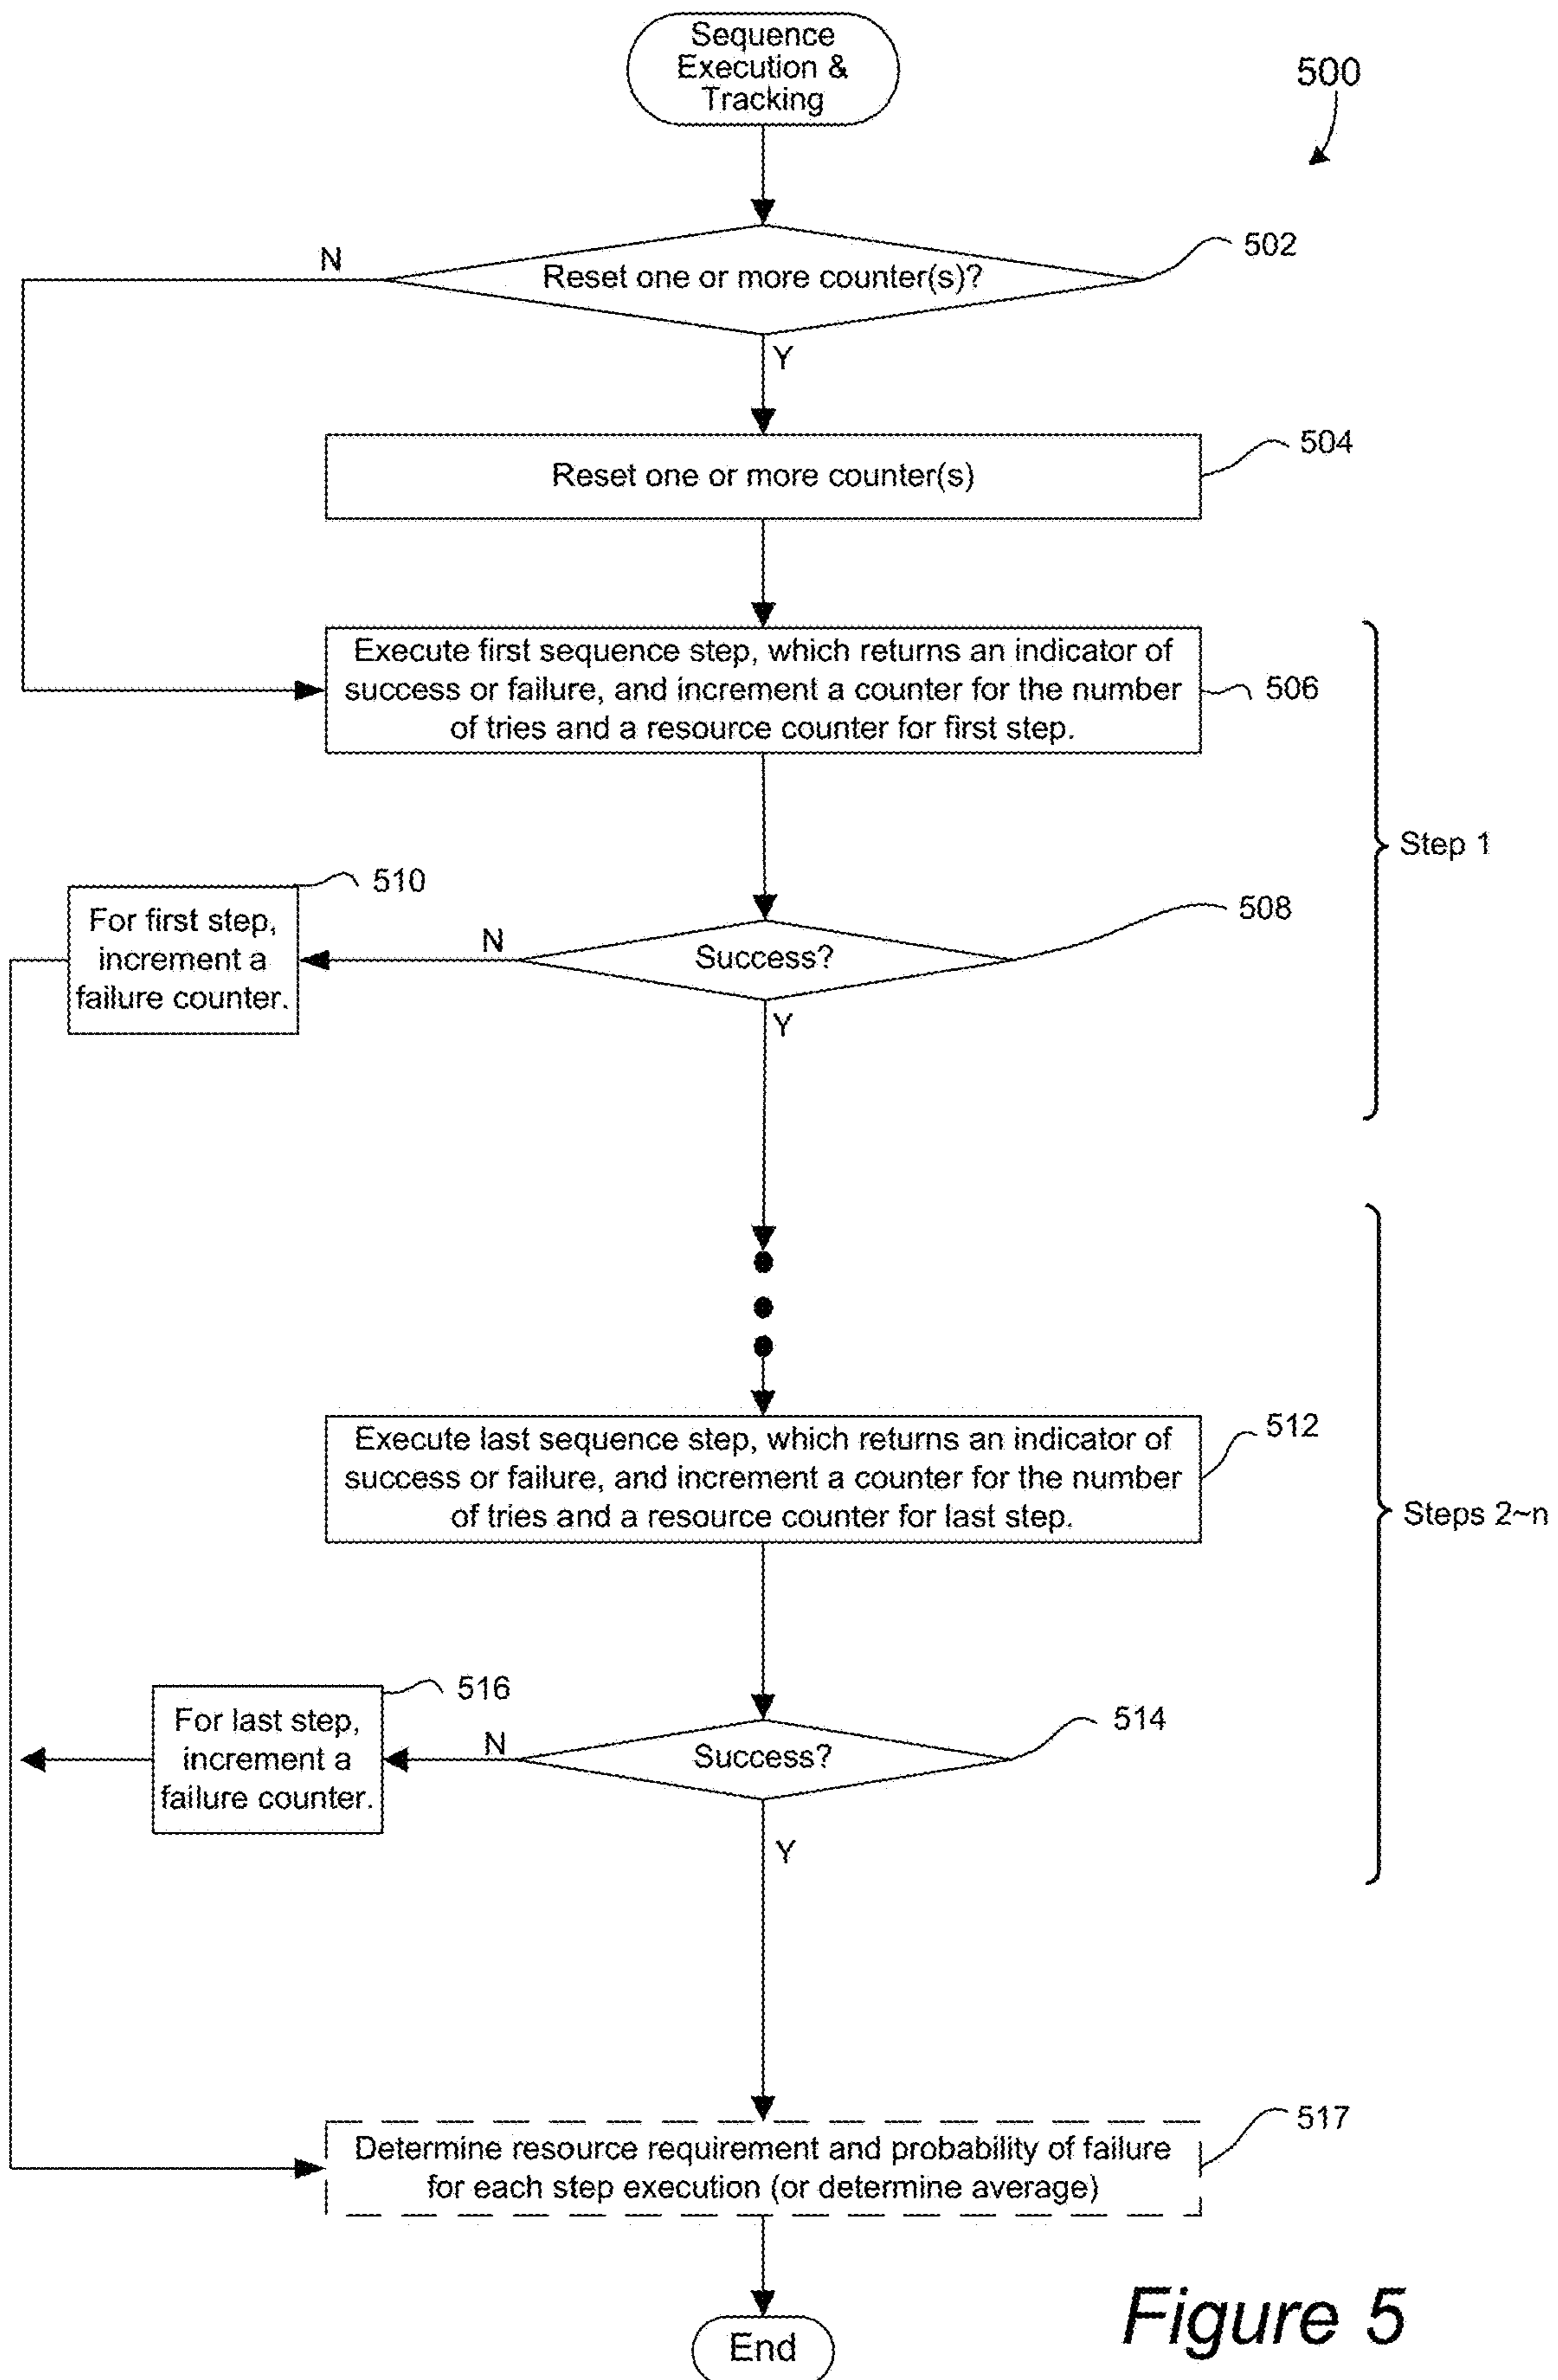 Sequence
Execution &
Tracking
500
502
N
Reset one or more counter(s)?
Y
504
Reset one or more counter(s)
Execute first sequence step, which returns an indicator of
success or failure, and increment a counter for the number
of tries and a resource counter for first step.
506
Step 1
510
For first step,
increment a
failure counter.
N
Success?
508
Y
Execute last sequence step, which returns an indicator of
success or failure, and increment a counter for the number
of tries and a resource counter for last step.
512
Steps 2~n
516
For last step,
increment a
failure counter.
N
Success?
514
Y
517
Determine resource requirement and probability of failure
for each step execution (or determine average)
End
Figure 5